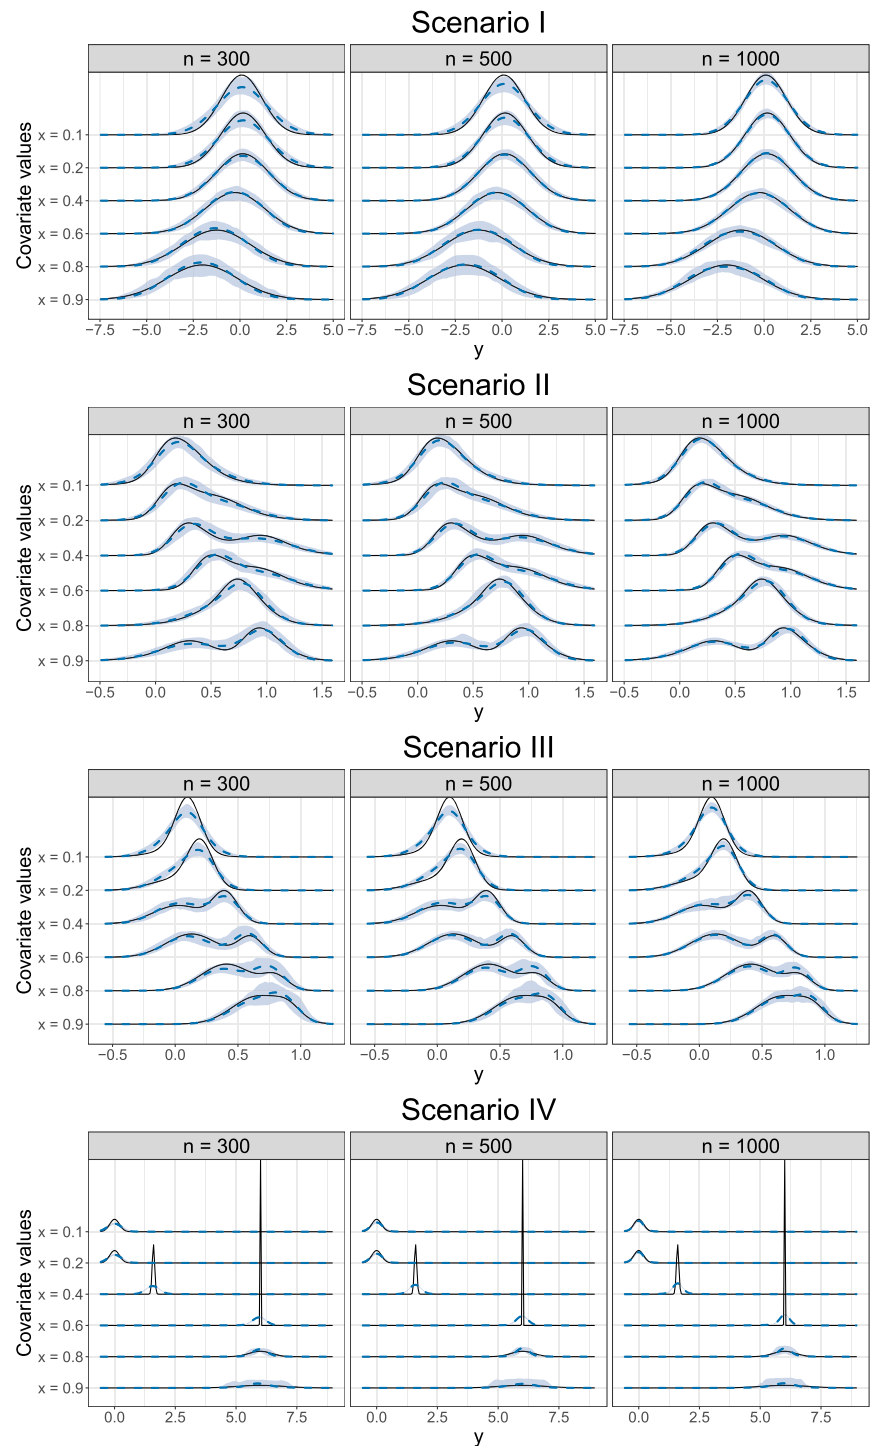 Scenario I
n = 300 n = 500 n = 1000
Covariate values
x = 0.1
x = 0.2
x = 0.4
x = 0.6
x = 0.8
x = 0.9
−7.5 −5.0 −2.5 0.0 2.5 5.0 −7.5 −5.0 −2.5 0.0 2.5 5.0 −7.5 −5.0 −2.5 0.0 2.5 5.0
y
Scenario II
n = 300 n = 500 n = 1000
Covariate values
x = 0.1
x = 0.2
x = 0.4
x = 0.6
x = 0.8
x = 0.9
−0.5 0.0 0.5 1.0 1.5 −0.5 0.0 0.5 1.0 1.5 −0.5 0.0 0.5 1.0 1.5
y
Scenario III
n = 300 n = 500 n = 1000
Covariate values
x = 0.1
x = 0.2
x = 0.4
x = 0.6
x = 0.8
x = 0.9
−0.5 0.0 0.5 1.0 −0.5 0.0 0.5 1.0 −0.5 0.0 0.5 1.0
y
Scenario IV
n = 300 n = 500 n = 1000
Covariate values
x = 0.1
x = 0.2
x = 0.4
x = 0.6
x = 0.8
x = 0.9
0.0 2.5 5.0 7.5 0.0 2.5 5.0 7.5 0.0 2.5 5.0 7.5
y